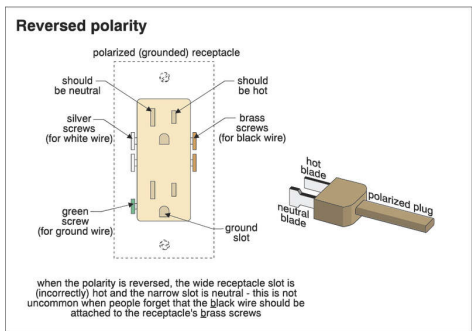 Reversed polarity
polarized (grounded) receptacle
should
be neutral
should
be hot
silver
screws
(for white wire)
brass
screws
(for black wire)
hot
blade
polarized plug
neutral
blade
green
screw
(for ground wire)
ground
slot
when the polarity is reversed, the wide receptacle slot is
(incorrectly) hot and the narrow slot is neutral - this is not
uncommon when people forget that the black wire should be
attached to the receptacle's brass screws